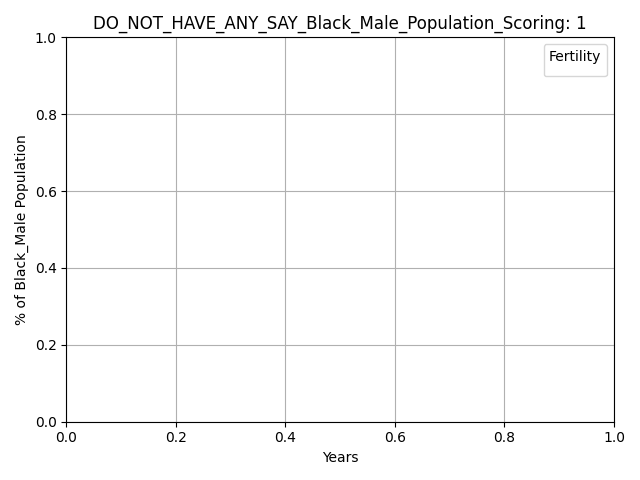 DO_NOT_HAVE_ANY_SAY_Black_Male_Population_Scoring: 1
Fertility
% of Black_Male Population
1.0
0.8
0.6
0.4
0.2
0.0
0.0 0.2 0.4 0.6 0.8 1.0
Years